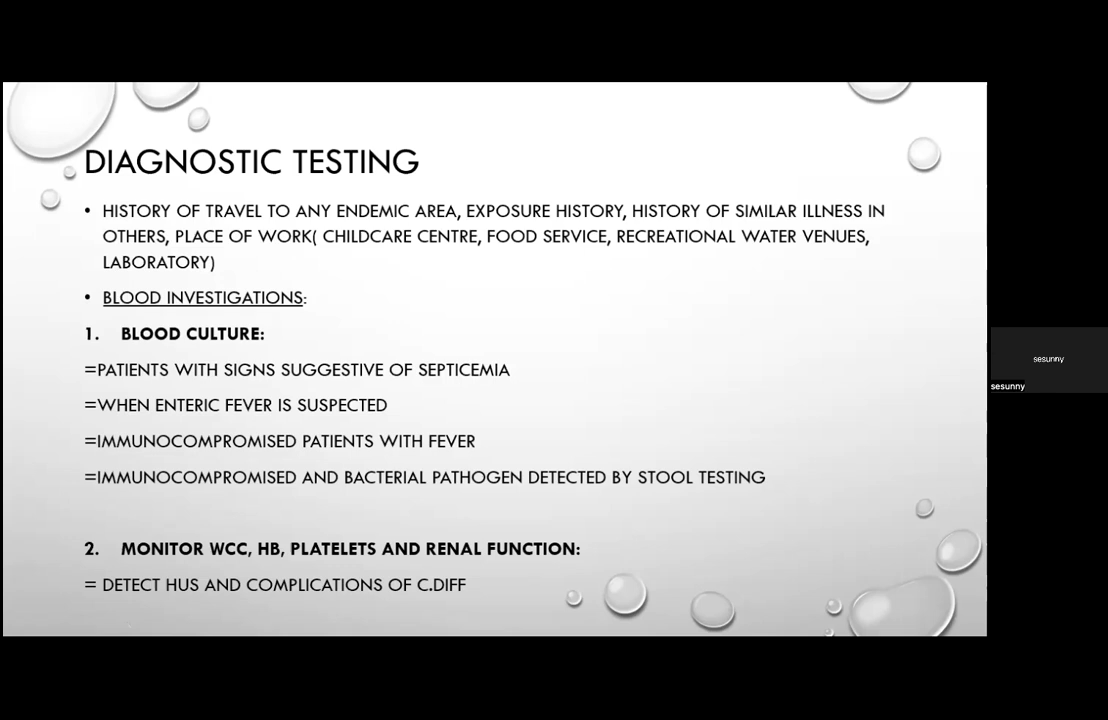 DIAGNOSTIC TESTING
• HISTORY OF TRAVEL TO ANY ENDEMIC AREA, EXPOSURE HISTORY, HISTORY OF SIMILAR ILLNESS IN
OTHERS, PLACE OF WORK( CHILDCARE CENTRE, FOOD SERVICE, RECREATIONAL WATER VENUES,
LABORATORY)
• BLOOD INVESTIGATIONS:
1. BLOOD CULTURE:
=PATIENTS WITH SIGNS SUGGESTIVE OF SEPTICEMIA
=WHEN ENTERIC FEVER IS SUSPECTED
=IMMUNOCOMPROMISED PATIENTS WITH FEVER
=IMMUNOCOMPROMISED AND BACTERIAL PATHOGEN DETECTED BY STOOL TESTING
2. MONITOR WCC, HB, PLATELETS AND RENAL FUNCTION:
= DETECT HUS AND COMPLICATIONS OF C.DIFF
sesunny
sesunny